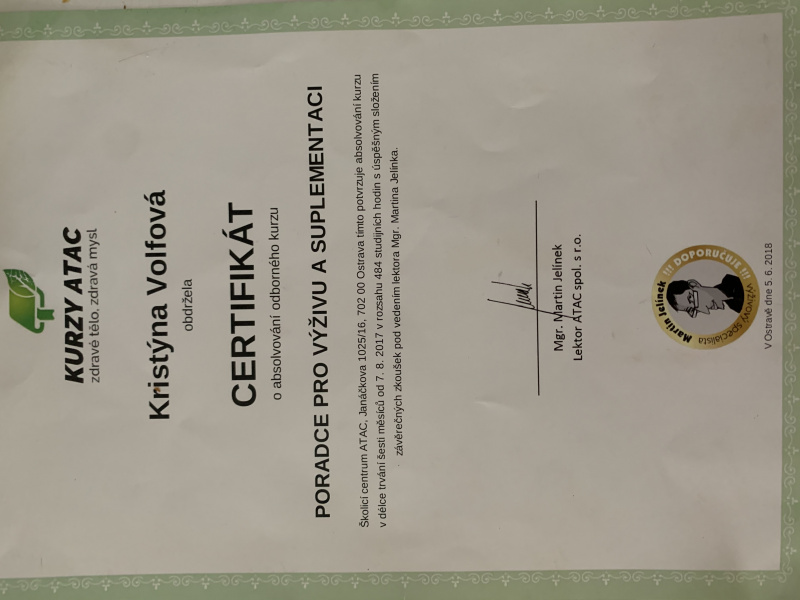 KURZY ATAC
zdravé tělo, zdravá mysl
Kristýna Volfová
obdržela
CERTIFIKÁT
o absolvování odborného kurzu
PORADCE PRO VÝŽIVU A SUPLEMENTACI
Školicí centrum ATAC, Janáčkova 1025/16, 702 00 Ostrava tímto potvrzuje absolvování kurzu
v délce trvání šesti měsíců od 7. 8. 2017 v rozsahu 484 studijních hodin s úspěšným složením
závěrečných zkoušek pod vedením lektora Mgr. Martina Jelínka.
Mgr. Martin Jelínek
Lektor ATAC spol. s r.o.
Martin Jelínek !!! DOPORUČUJE !!!
výživový specialista
V Ostravě dne 5. 6. 2018